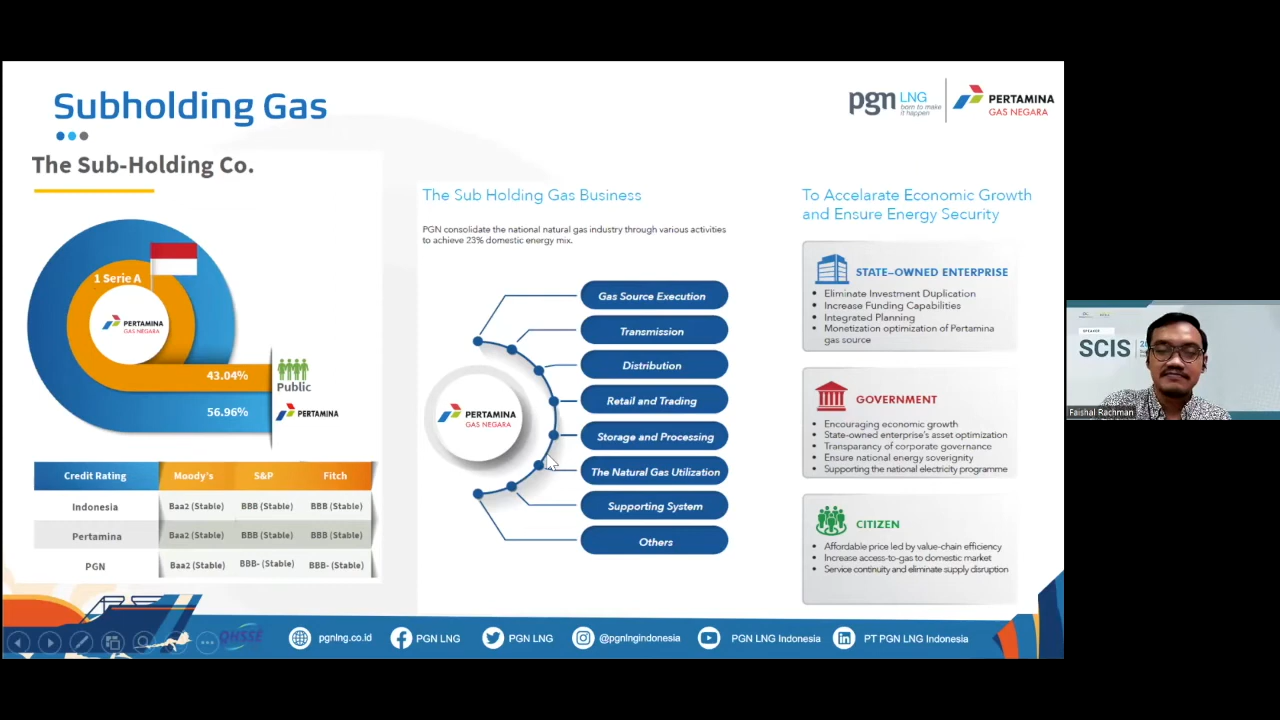 Subholding Gas
pgn LNG
born to make
it happen
PERTAMINA
GAS NEGARA
The Sub-Holding Co.
1 Serie A
PERTAMINA
GAS NEGARA
43.04%
Public
56.96%
PERTAMINA
Credit Rating Moody's S&P Fitch
Indonesia Baa2 (Stable) BBB (Stable) BBB (Stable)
Pertamina Baa2 (Stable) BBB (Stable) BBB (Stable)
PGN Baa2 (Stable) BBB- (Stable) BBB- (Stable)
The Sub Holding Gas Business
PGN consolidate the national natural gas industry through various activities
to achieve 23% domestic energy mix.
PERTAMINA
GAS NEGARA
Gas Source Execution
Transmission
Distribution
Retail and Trading
Storage and Processing
The Natural Gas Utilization
Supporting System
Others
To Accelarate Economic Growth
and Ensure Energy Security
STATE-OWNED ENTERPRISE
• Eliminate Investment Duplication
• Increase Funding Capabilities
• Integrated Planning
• Monetization optimization of Pertamina
gas source
GOVERNMENT
• Encouraging economic growth
• State-owned enterprise's asset optimization
• Transparency of corporate governance
• Ensure national energy soverignity
• Supporting the national electricity programme
CITIZEN
• Affordable price led by value-chain efficiency
• Increase access-to-gas to domestic market
• Service continuity and eliminate supply disruption
QHSSE
pgnlng.co.id
PGN LNG
PGN LNG
@pgnlngindonesia
PGN LNG Indonesia
PT PGN LNG Indonesia
SPEAKER
SCIS
Faishal Rachman